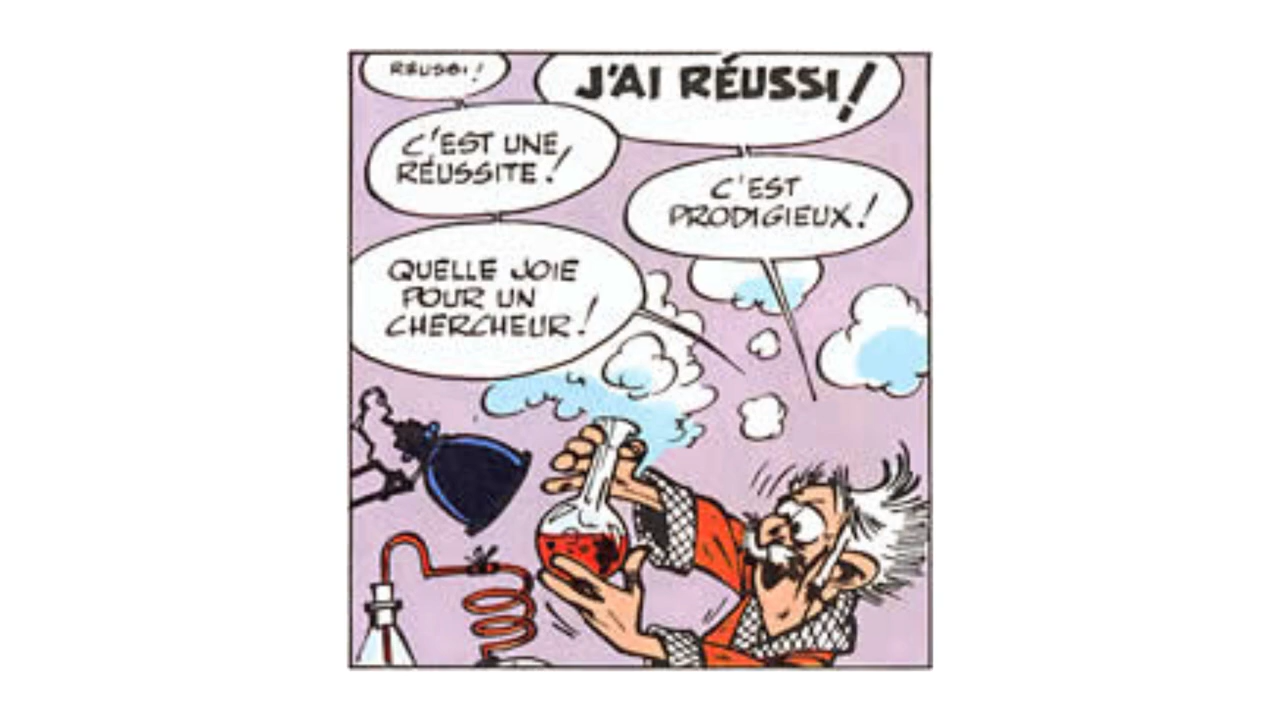 RÉUSSI!
J'AI RÉUSSI!
C'EST UNE
RÉUSSITE!
C'EST
PRODIGIEUX!
QUELLE JOIE
POUR UN
CHERCHEUR!